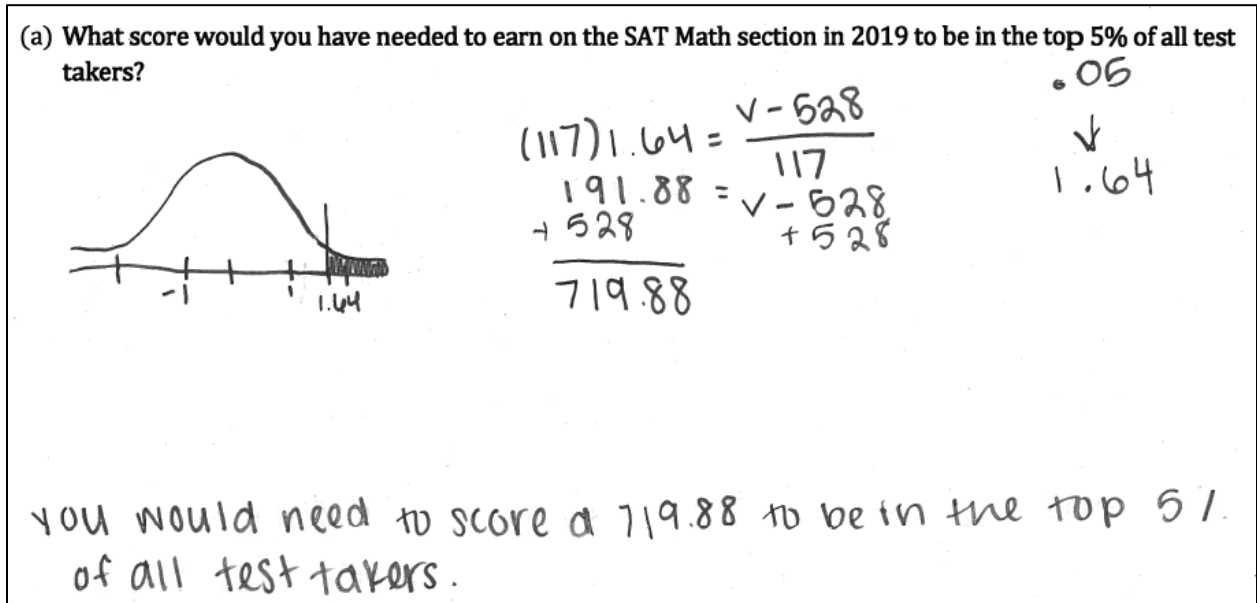 (a) What score would you have needed to earn on the SAT Math section in 2019 to be in the top 5% of all test
takers?
.05
↓
1.64
(117) 1.64 = v - 528
117
191.88 = v - 528
+ 528 + 528
719.88
-1 1 1.64
you would need to score a 719.88 to be in the top 5%
of all test takers.